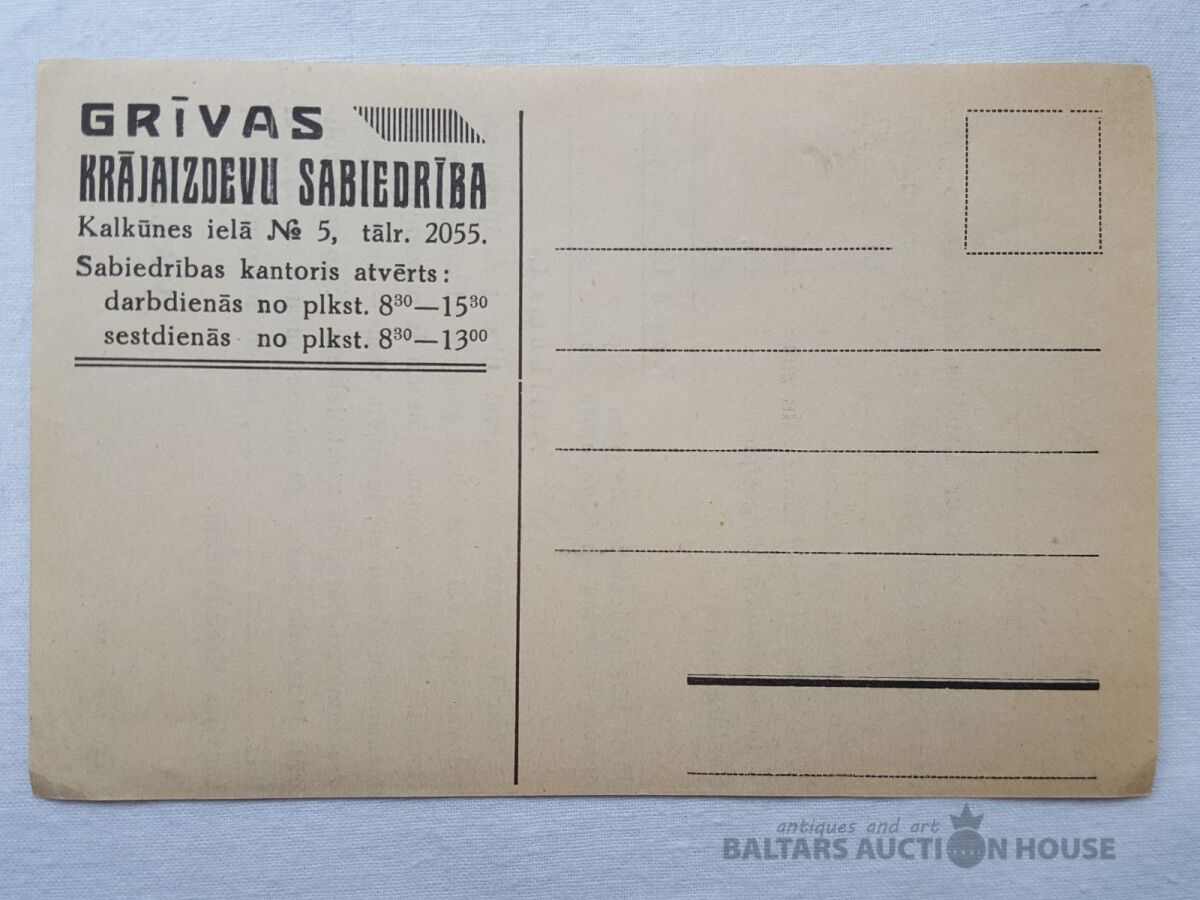 GRĪVAS
KRĀJAIZDEVU SABIEDRĪBA
Kalkūnes ielā № 5, tālr. 2055.
Sabiedrības kantoris atvērts:
darbdienās no plkst. 8³⁰—15³⁰
sestdienās no plkst. 8³⁰—13⁰⁰
antiques and art
BALTARS AUCTION HOUSE